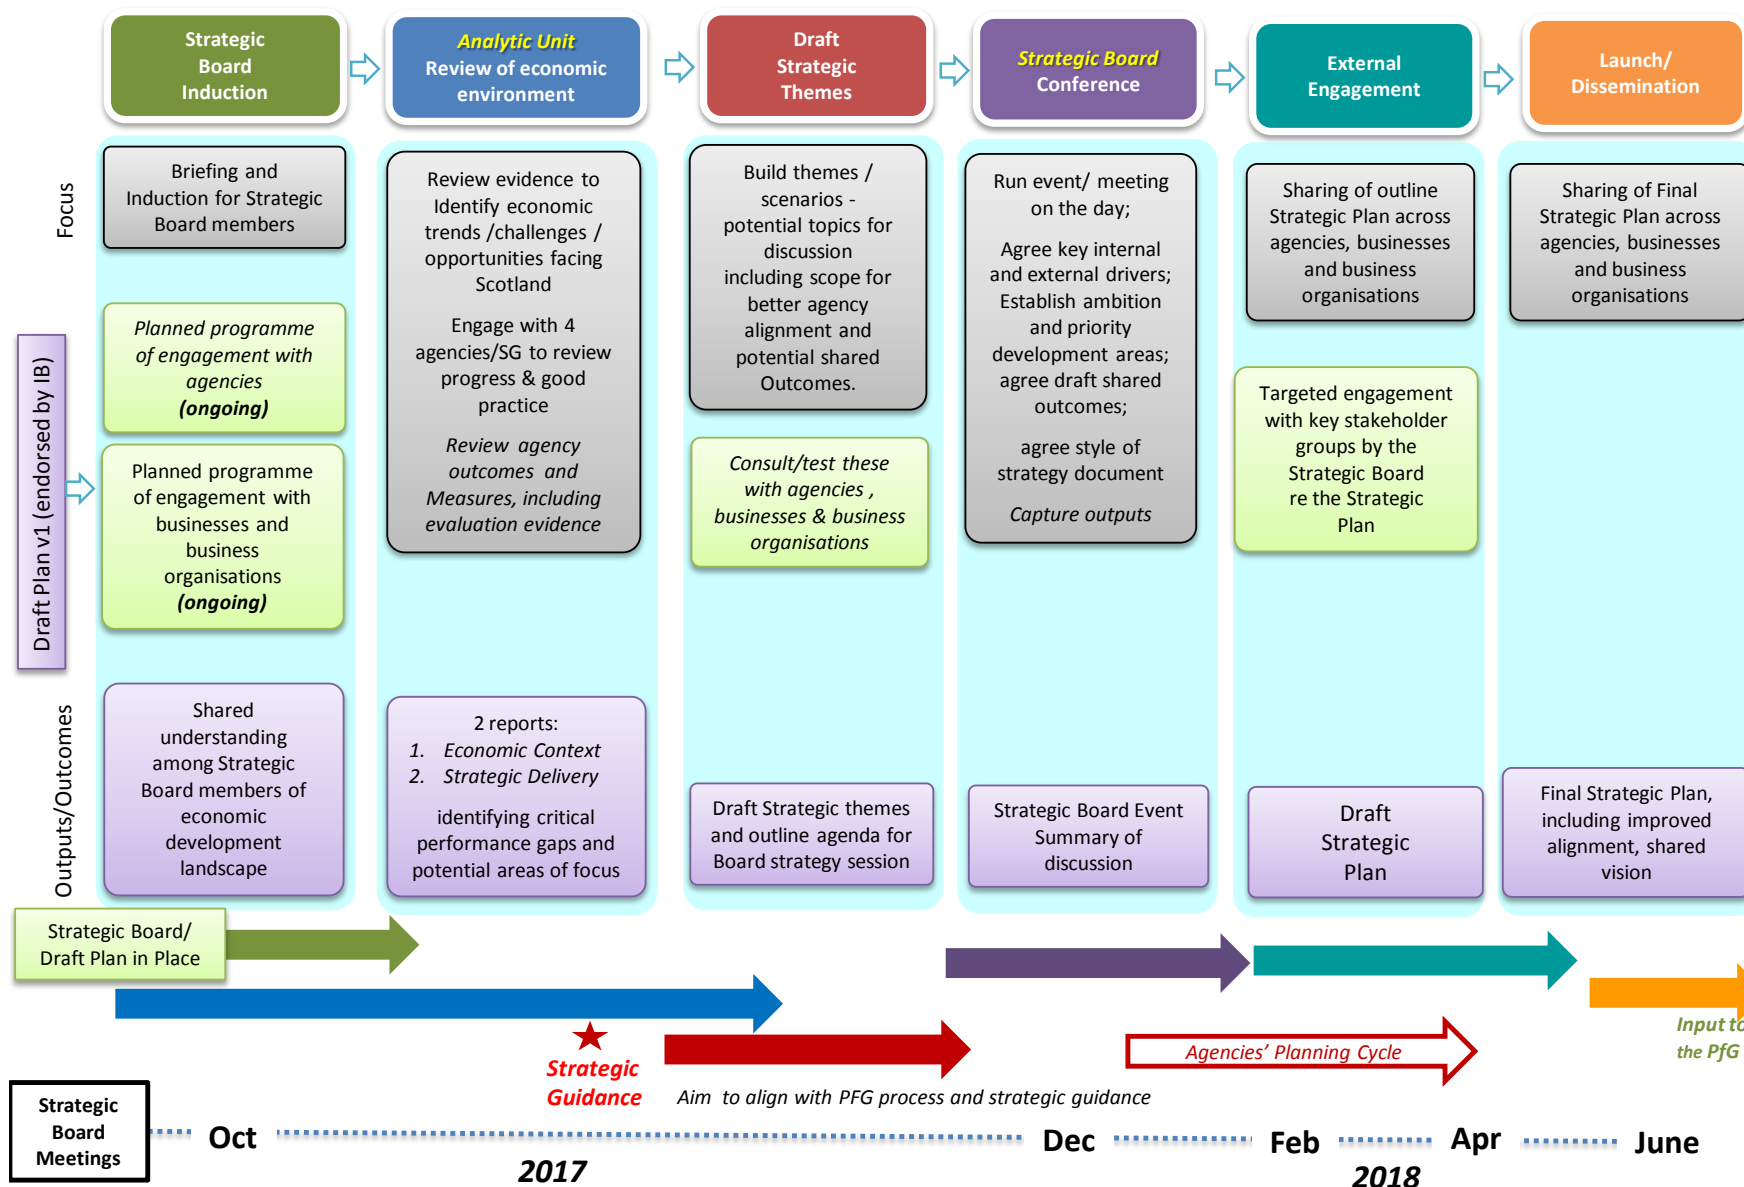 Strategic
Board
Induction
Analytic Unit
Review of economic
environment
Draft
Strategic
Themes
Strategic Board
Conference
External
Engagement
Launch/
Dissemination
Focus
Briefing and
Induction for Strategic
Board members
Review evidence to
Identify economic
trends /challenges /
opportunities facing
Scotland
Engage with 4
agencies/SG to review
progress & good
practice
Review agency
outcomes and
Measures, including
evaluation evidence
Build themes /
scenarios -
potential topics for
discussion
including scope for
better agency
alignment and
potential shared
Outcomes.
Run event/ meeting
on the day;
Agree key internal
and external drivers;
Establish ambition
and priority
development areas;
agree draft shared
outcomes;
agree style of
strategy document
Capture outputs
Sharing of outline
Strategic Plan across
agencies, businesses
and business
organisations
Sharing of Final
Strategic Plan across
agencies, businesses
and business
organisations
Draft Plan v1 (endorsed by IB)
Planned programme
of engagement with
agencies
(ongoing)
Planned programme
of engagement with
businesses and
business
organisations
(ongoing)
Consult/test these
with agencies ,
businesses & business
organisations
Targeted engagement
with key stakeholder
groups by the
Strategic Board
re the Strategic
Plan
Outputs/Outcomes
Shared
understanding
among Strategic
Board members of
economic
development
landscape
2 reports:
1. Economic Context
2. Strategic Delivery
identifying critical
performance gaps and
potential areas of focus
Draft Strategic themes
and outline agenda for
Board strategy session
Strategic Board Event
Summary of
discussion
Draft
Strategic
Plan
Final Strategic Plan,
including improved
alignment, shared
vision
Strategic Board/
Draft Plan in Place
Strategic
Guidance
Agencies' Planning Cycle
Input to
the PfG
Aim to align with PFG process and strategic guidance
Strategic
Board
Meetings
Oct
Dec
Feb
Apr
June
2017
2018